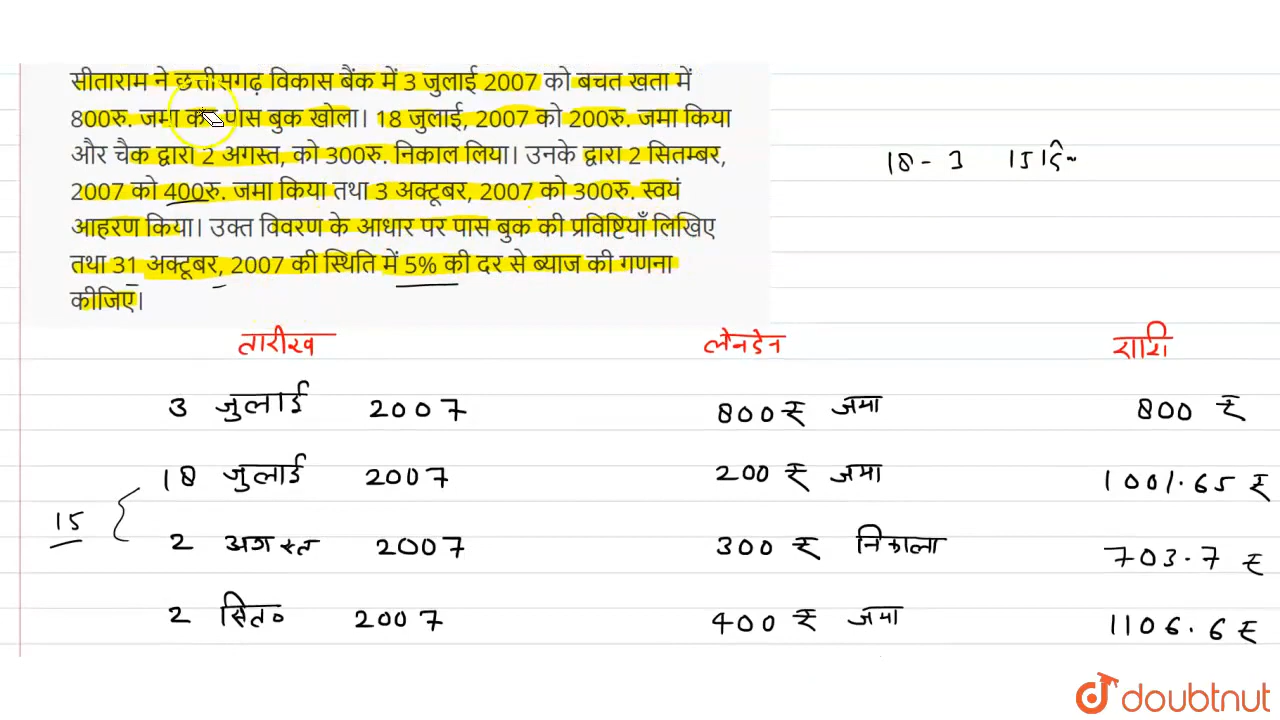 सीताराम ने छत्तीसगढ़ विकास बैंक में 3 जुलाई 2007 को बचत खता में
800रु. जमा कर पास बुक खोला। 18 जुलाई, 2007 को 200रु. जमा किया
और चैक द्वारा 2 अगस्त, को 300रु. निकाल लिया। उनके द्वारा 2 सितम्बर,
2007 को 400रु. जमा किया तथा 3 अक्टूबर, 2007 को 300रु. स्वयं
आहरण किया। उक्त विवरण के आधार पर पास बुक की प्रविष्टियाँ लिखिए
तथा 31 अक्टूबर, 2007 की स्थिति में 5% की दर से ब्याज की गणना
कीजिए।
18 - 3 15 दि~
तारीख लेनदेन राशि
3 जुलाई 2007 800 ₹ जमा 800 ₹
18 जुलाई 2007 200 ₹ जमा 1001.65 ₹
15
2 अगस्त 2007 300 ₹ निकाला 703.7 ₹
2 सित० 2007 400 ₹ जमा 1106.6 ₹
doubtnut